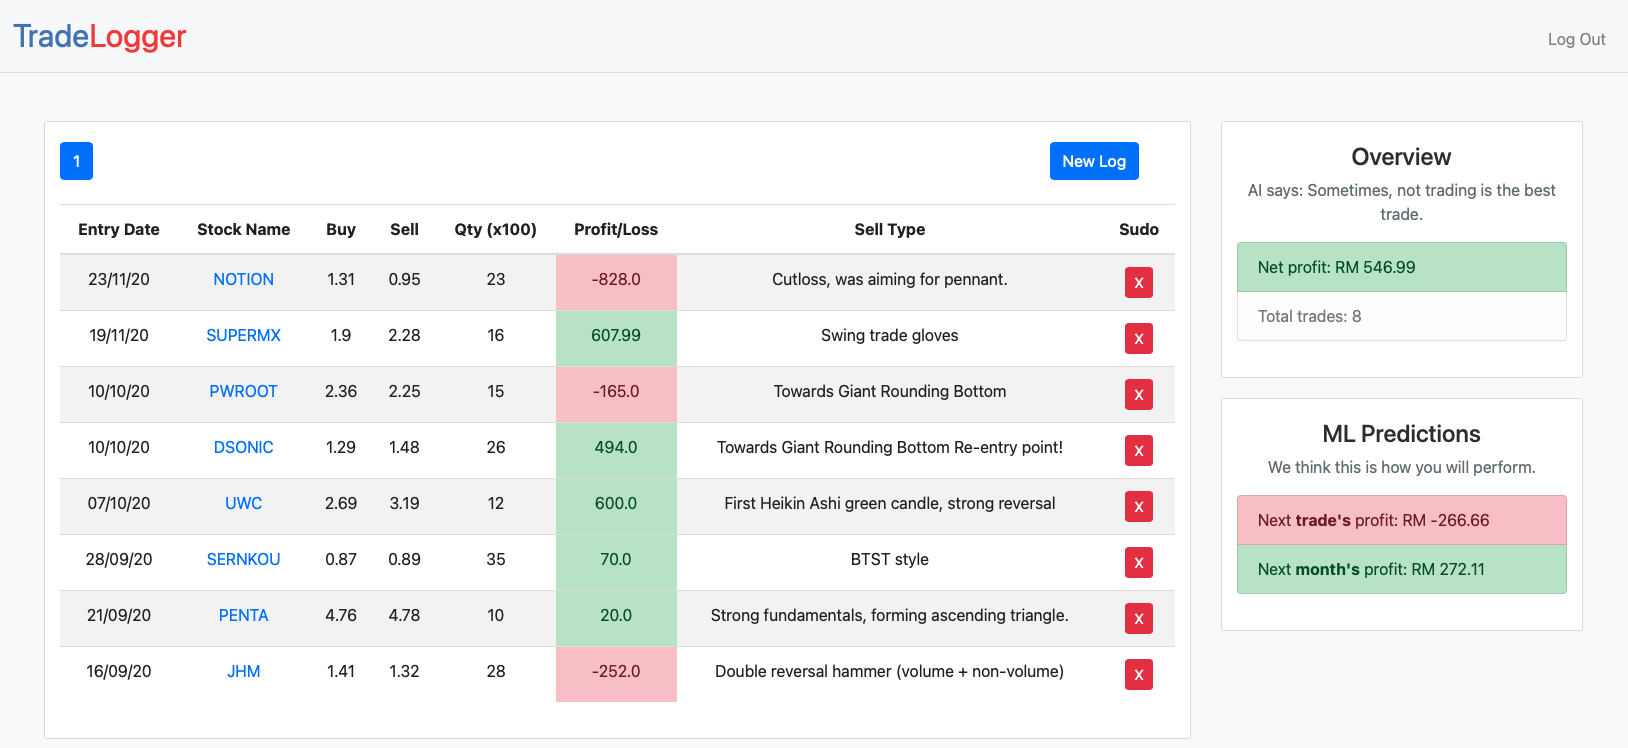 TradeLogger
Log Out
1
New Log
Entry Date Stock Name Buy Sell Qty (x100) Profit/Loss Sell Type Sudo
23/11/20 NOTION 1.31 0.95 23 -828.0 Cutloss, was aiming for pennant. X
19/11/20 SUPERMX 1.9 2.28 16 607.99 Swing trade gloves X
10/10/20 PWROOT 2.36 2.25 15 -165.0 Towards Giant Rounding Bottom X
10/10/20 DSONIC 1.29 1.48 26 494.0 Towards Giant Rounding Bottom Re-entry point! X
07/10/20 UWC 2.69 3.19 12 600.0 First Heikin Ashi green candle, strong reversal X
28/09/20 SERNKOU 0.87 0.89 35 70.0 BTST style X
21/09/20 PENTA 4.76 4.78 10 20.0 Strong fundamentals, forming ascending triangle. X
16/09/20 JHM 1.41 1.32 28 -252.0 Double reversal hammer (volume + non-volume) X
Overview
AI says: Sometimes, not trading is the best
trade.
Net profit: RM 546.99
Total trades: 8
ML Predictions
We think this is how you will perform.
Next trade's profit: RM -266.66
Next month's profit: RM 272.11